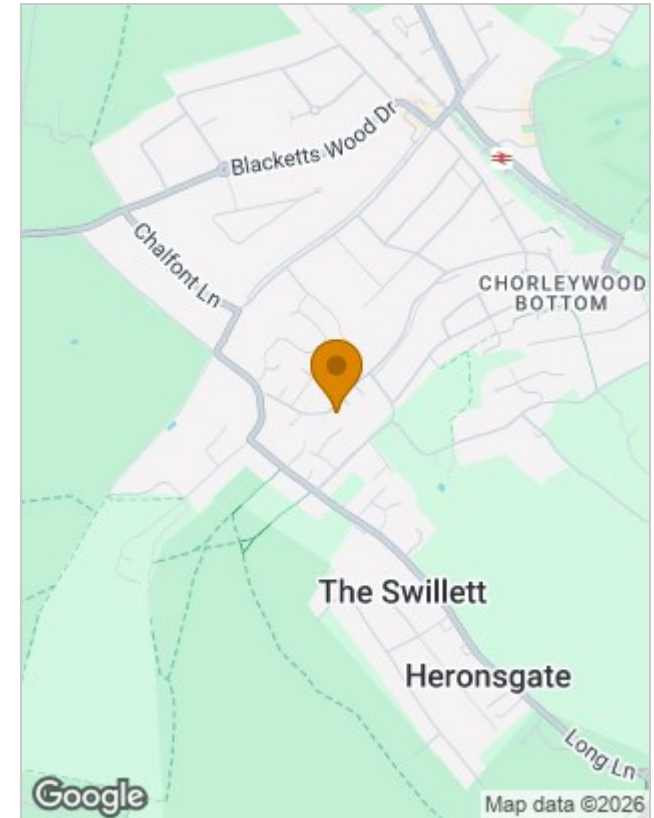 Blacketts Wood Dr
Chalfont Ln
CHORLEYWOOD
BOTTOM
The Swillett
Heronsgate
Long Ln
Google
Map data ©2026